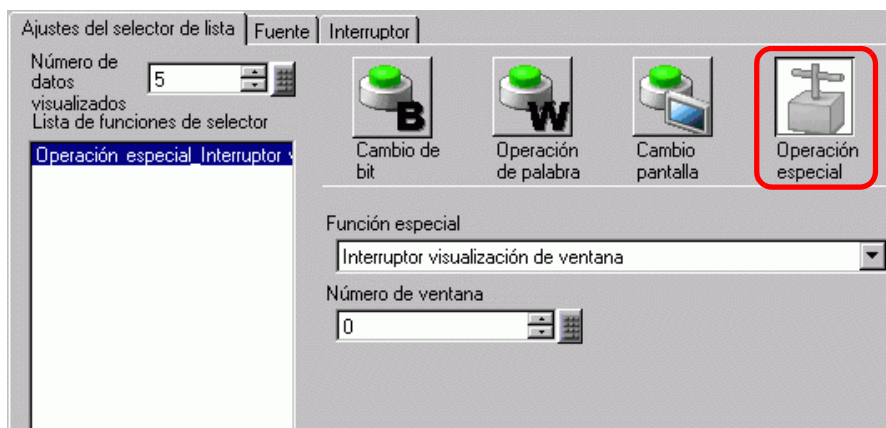 Ajustes del selector de lista Fuente Interruptor
Número de
datos
visualizados
5
Lista de funciones de selector
Operación especial_Interruptor
B
Cambio de
bit
W
Operación
de palabra
Cambio
pantalla
Operación
especial
Función especial
Interruptor visualización de ventana
Número de ventana
0